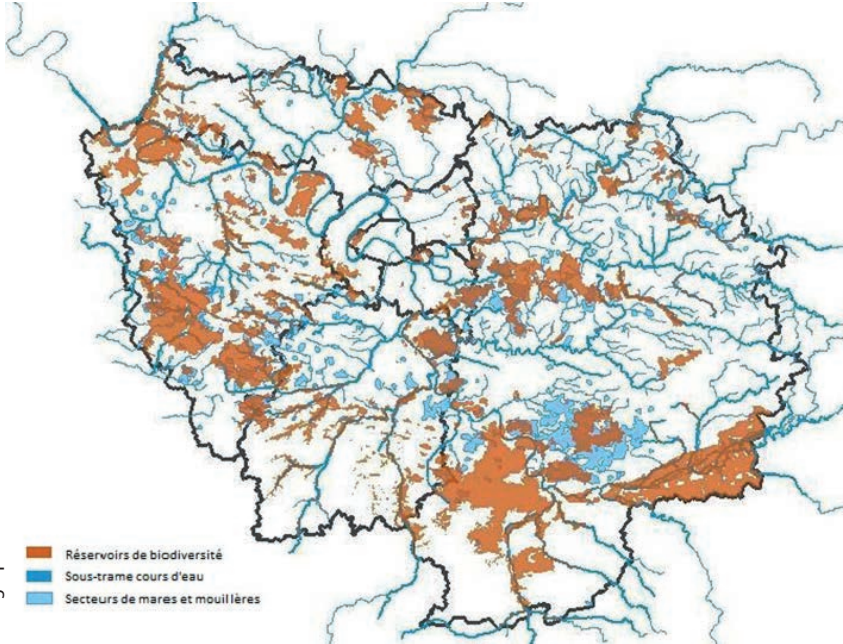 Réservoirs de biodiversité
Sous-trame cours d'eau
Secteurs de mares et mouillères